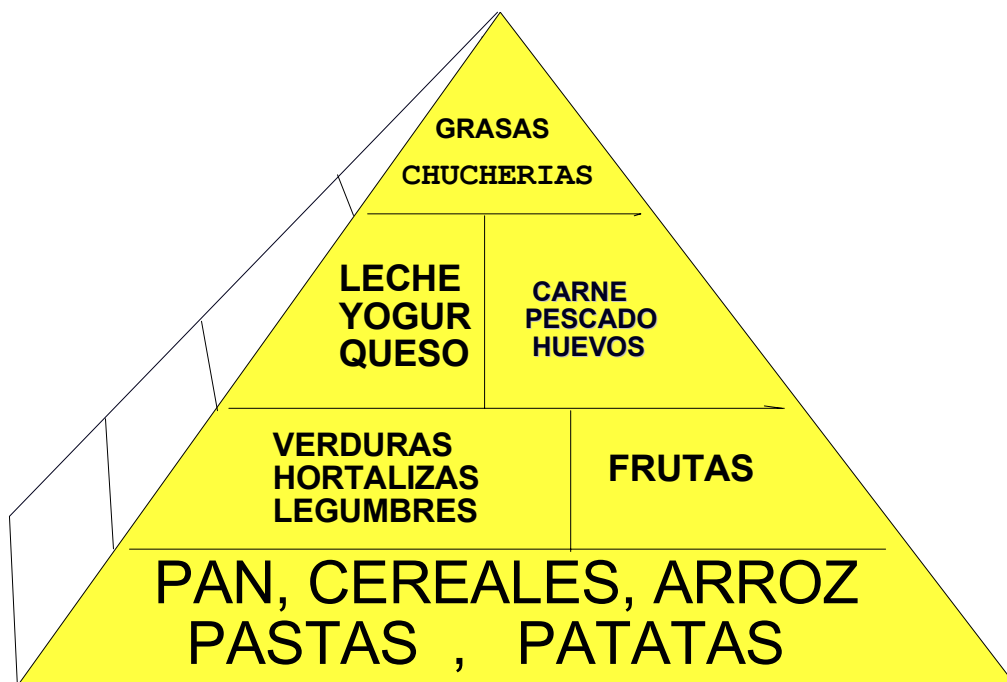 GRASAS
CHUCHERIAS
LECHE
YOGUR
QUESO
CARNE
PESCADO
HUEVOS
VERDURAS
HORTALIZAS
LEGUMBRES
FRUTAS
PAN, CEREALES, ARROZ
PASTAS , PATATAS